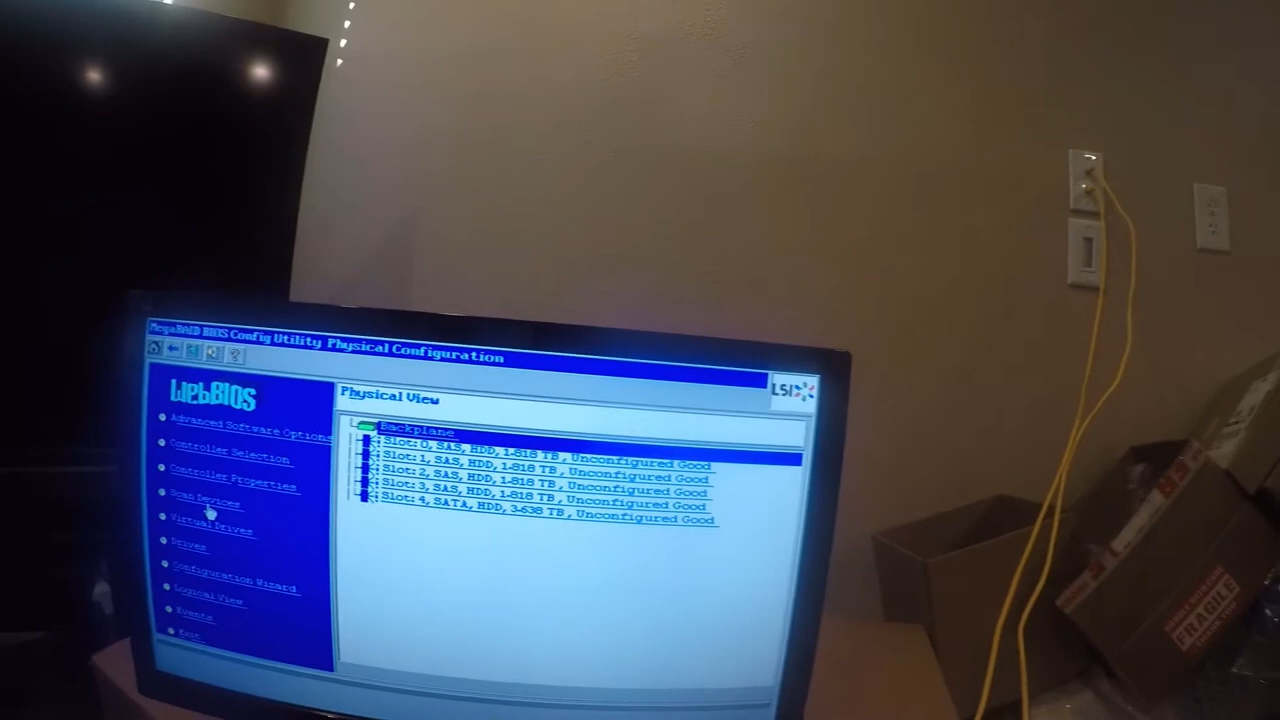 MegaRAID BIOS Config Utility Physical Configuration
LSI
WebBIOS
Physical View
Advanced Software Options
Controller Selection
Controller Properties
Scan Devices
Virtual Drives
Drives
Configuration Wizard
Logical View
Events
Exit
Backplane
Slot: 0, SAS, HDD, 1.818 TB, Unconfigured Good
Slot: 1, SAS, HDD, 1.818 TB, Unconfigured Good
Slot: 2, SAS, HDD, 1.818 TB, Unconfigured Good
Slot: 3, SAS, HDD, 1.818 TB, Unconfigured Good
Slot: 4, SATA, HDD, 3.638 TB, Unconfigured Good
FRAGILE
THANK YOU